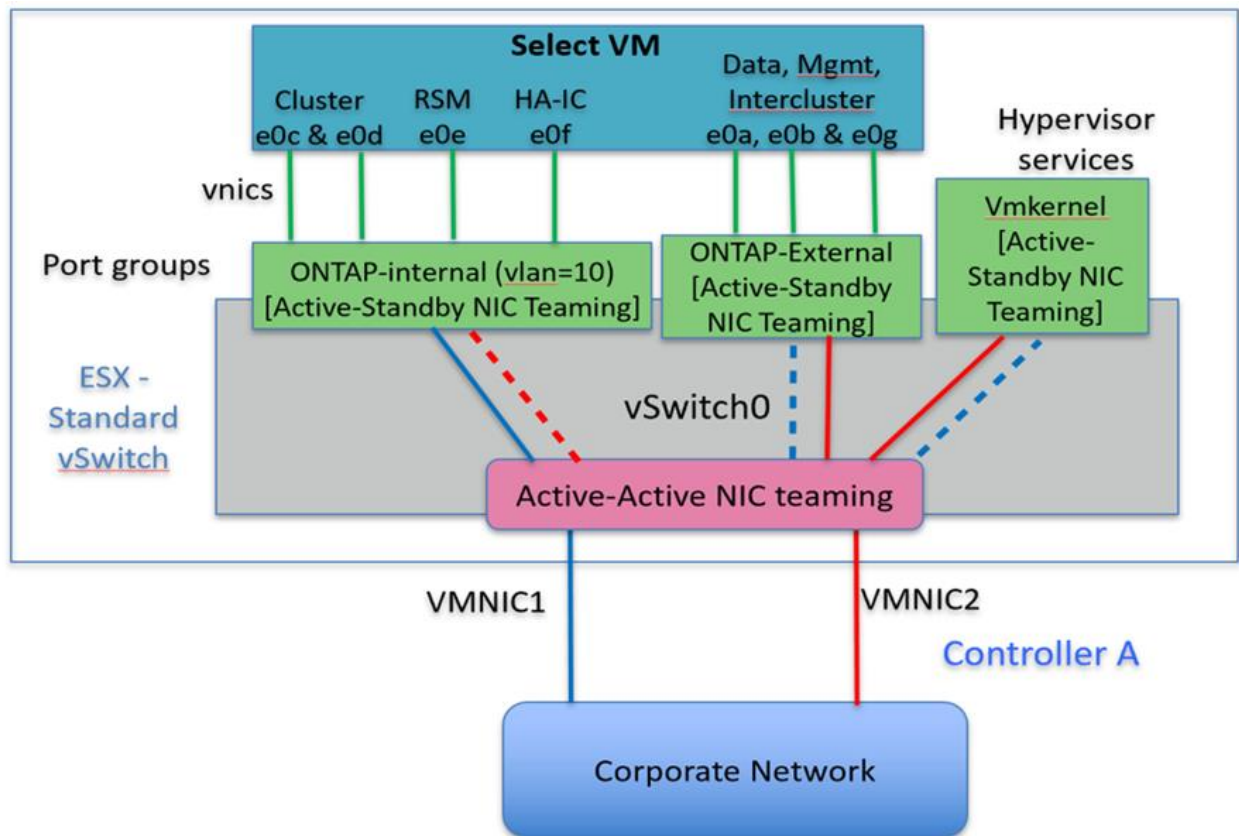 Select VM
Cluster
e0c & e0d
RSM
e0e
HA-IC
e0f
Data, Mgmt,
Intercluster
e0a, e0b & e0g
Hypervisor
services
vnics
Port groups
ONTAP-internal (vlan=10)
[Active-Standby NIC Teaming]
ONTAP-External
[Active-Standby
NIC Teaming]
Vmkernel
[Active-
Standby NIC
Teaming]
ESX -
Standard
vSwitch
vSwitch0
Active-Active NIC teaming
VMNIC1
VMNIC2
Controller A
Corporate Network